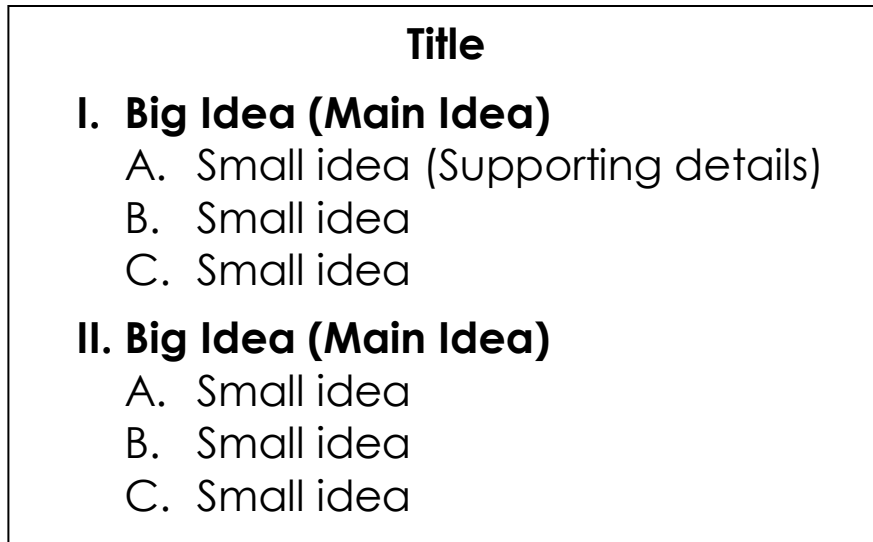 Title
I. Big Idea (Main Idea)
A. Small idea (Supporting details)
B. Small idea
C. Small idea
II. Big Idea (Main Idea)
A. Small idea
B. Small idea
C. Small idea